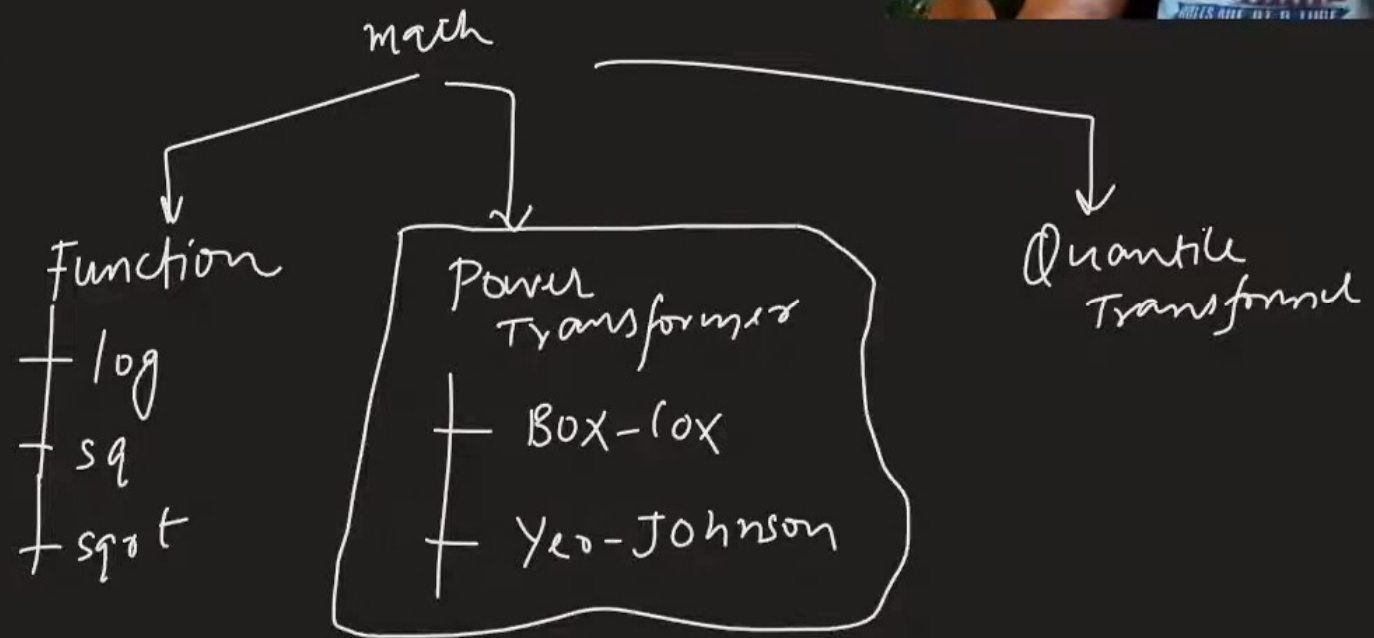 math
Function
log
sq
sqrt
Power
Transformer
Box-Cox
Yeo-Johnson
Quantile
Transformer